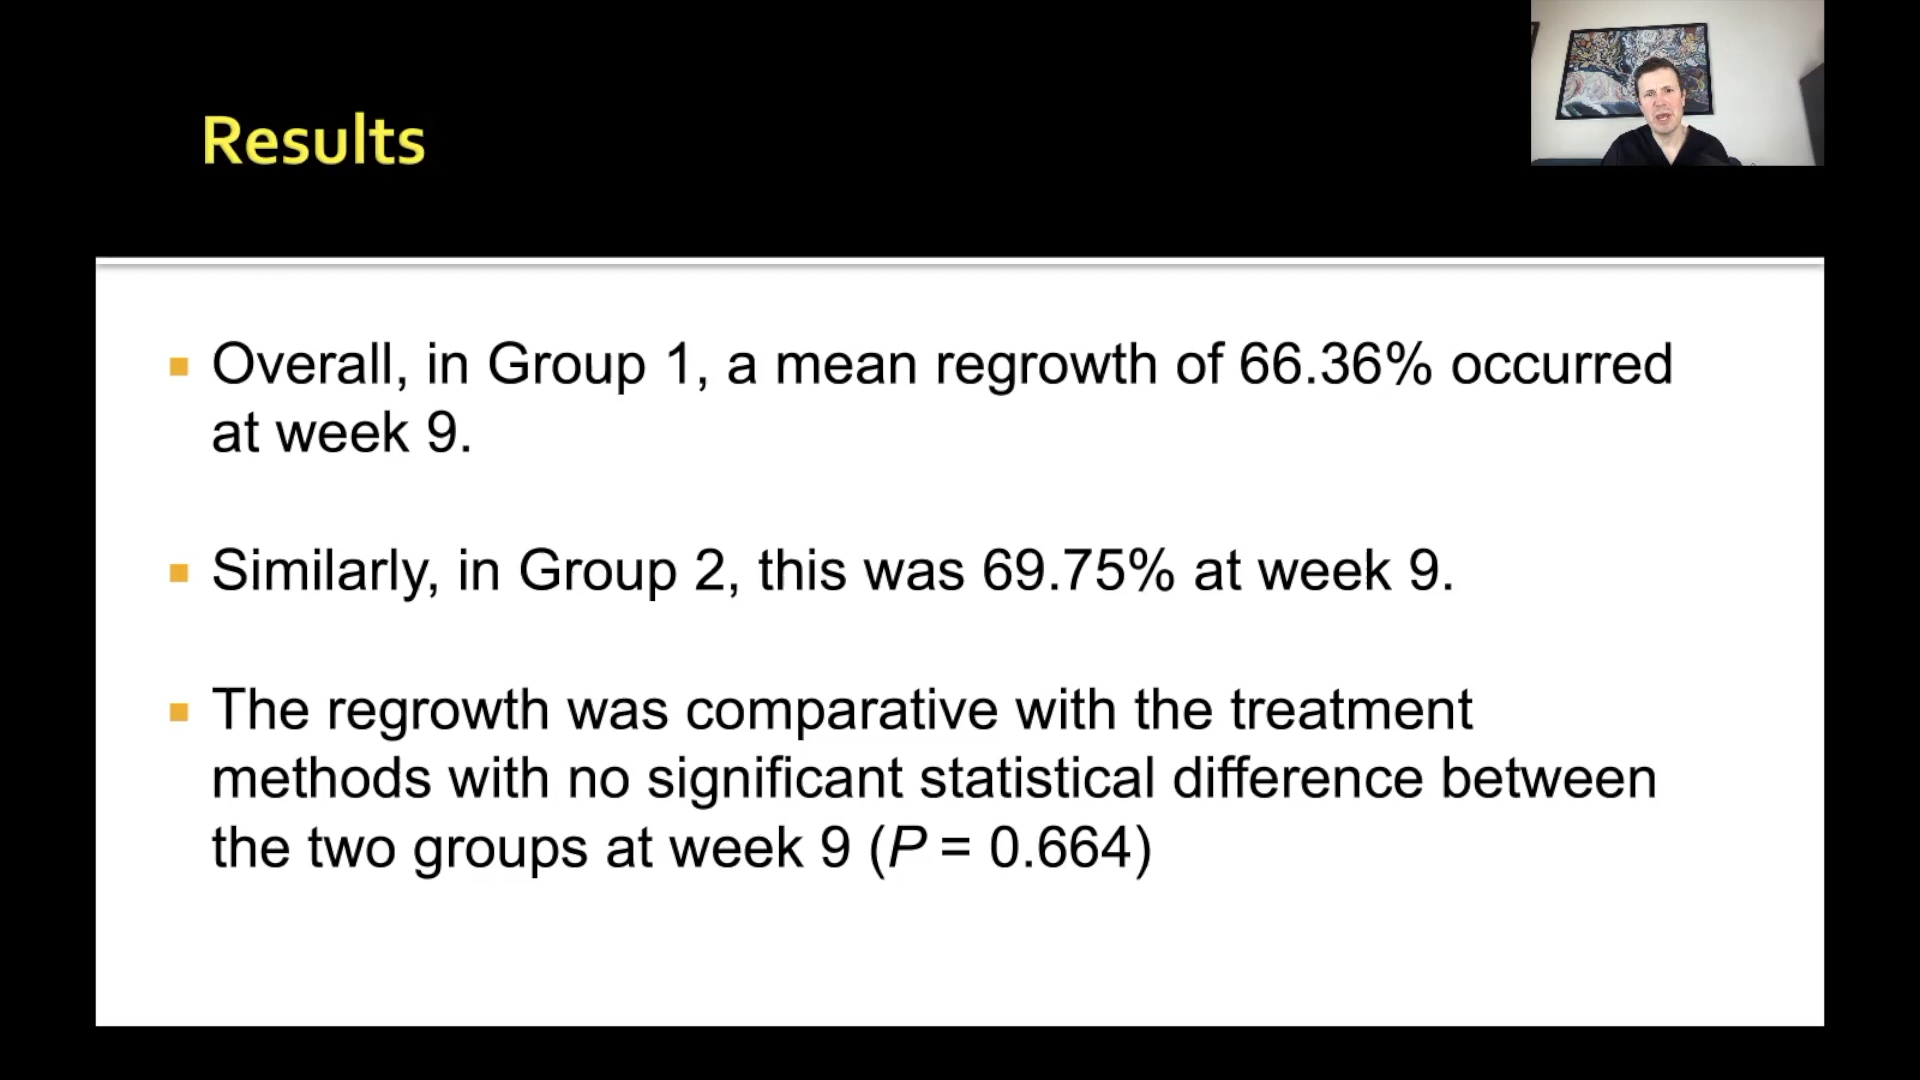 Results
Overall, in Group 1, a mean regrowth of 66.36% occurred
at week 9.
Similarly, in Group 2, this was 69.75% at week 9.
The regrowth was comparative with the treatment
methods with no significant statistical difference between
the two groups at week 9 (P = 0.664)